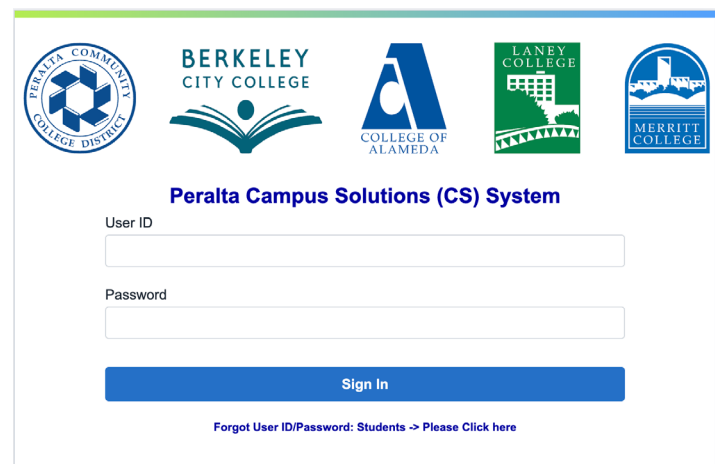 PERALTA COMMUNITY
COLLEGE DISTRICT
BERKELEY
CITY COLLEGE
COLLEGE OF
ALAMEDA
LANEY
COLLEGE
MERRITT
COLLEGE
Peralta Campus Solutions (CS) System
User ID
Password
Sign In
Forgot User ID/Password: Students -> Please Click here